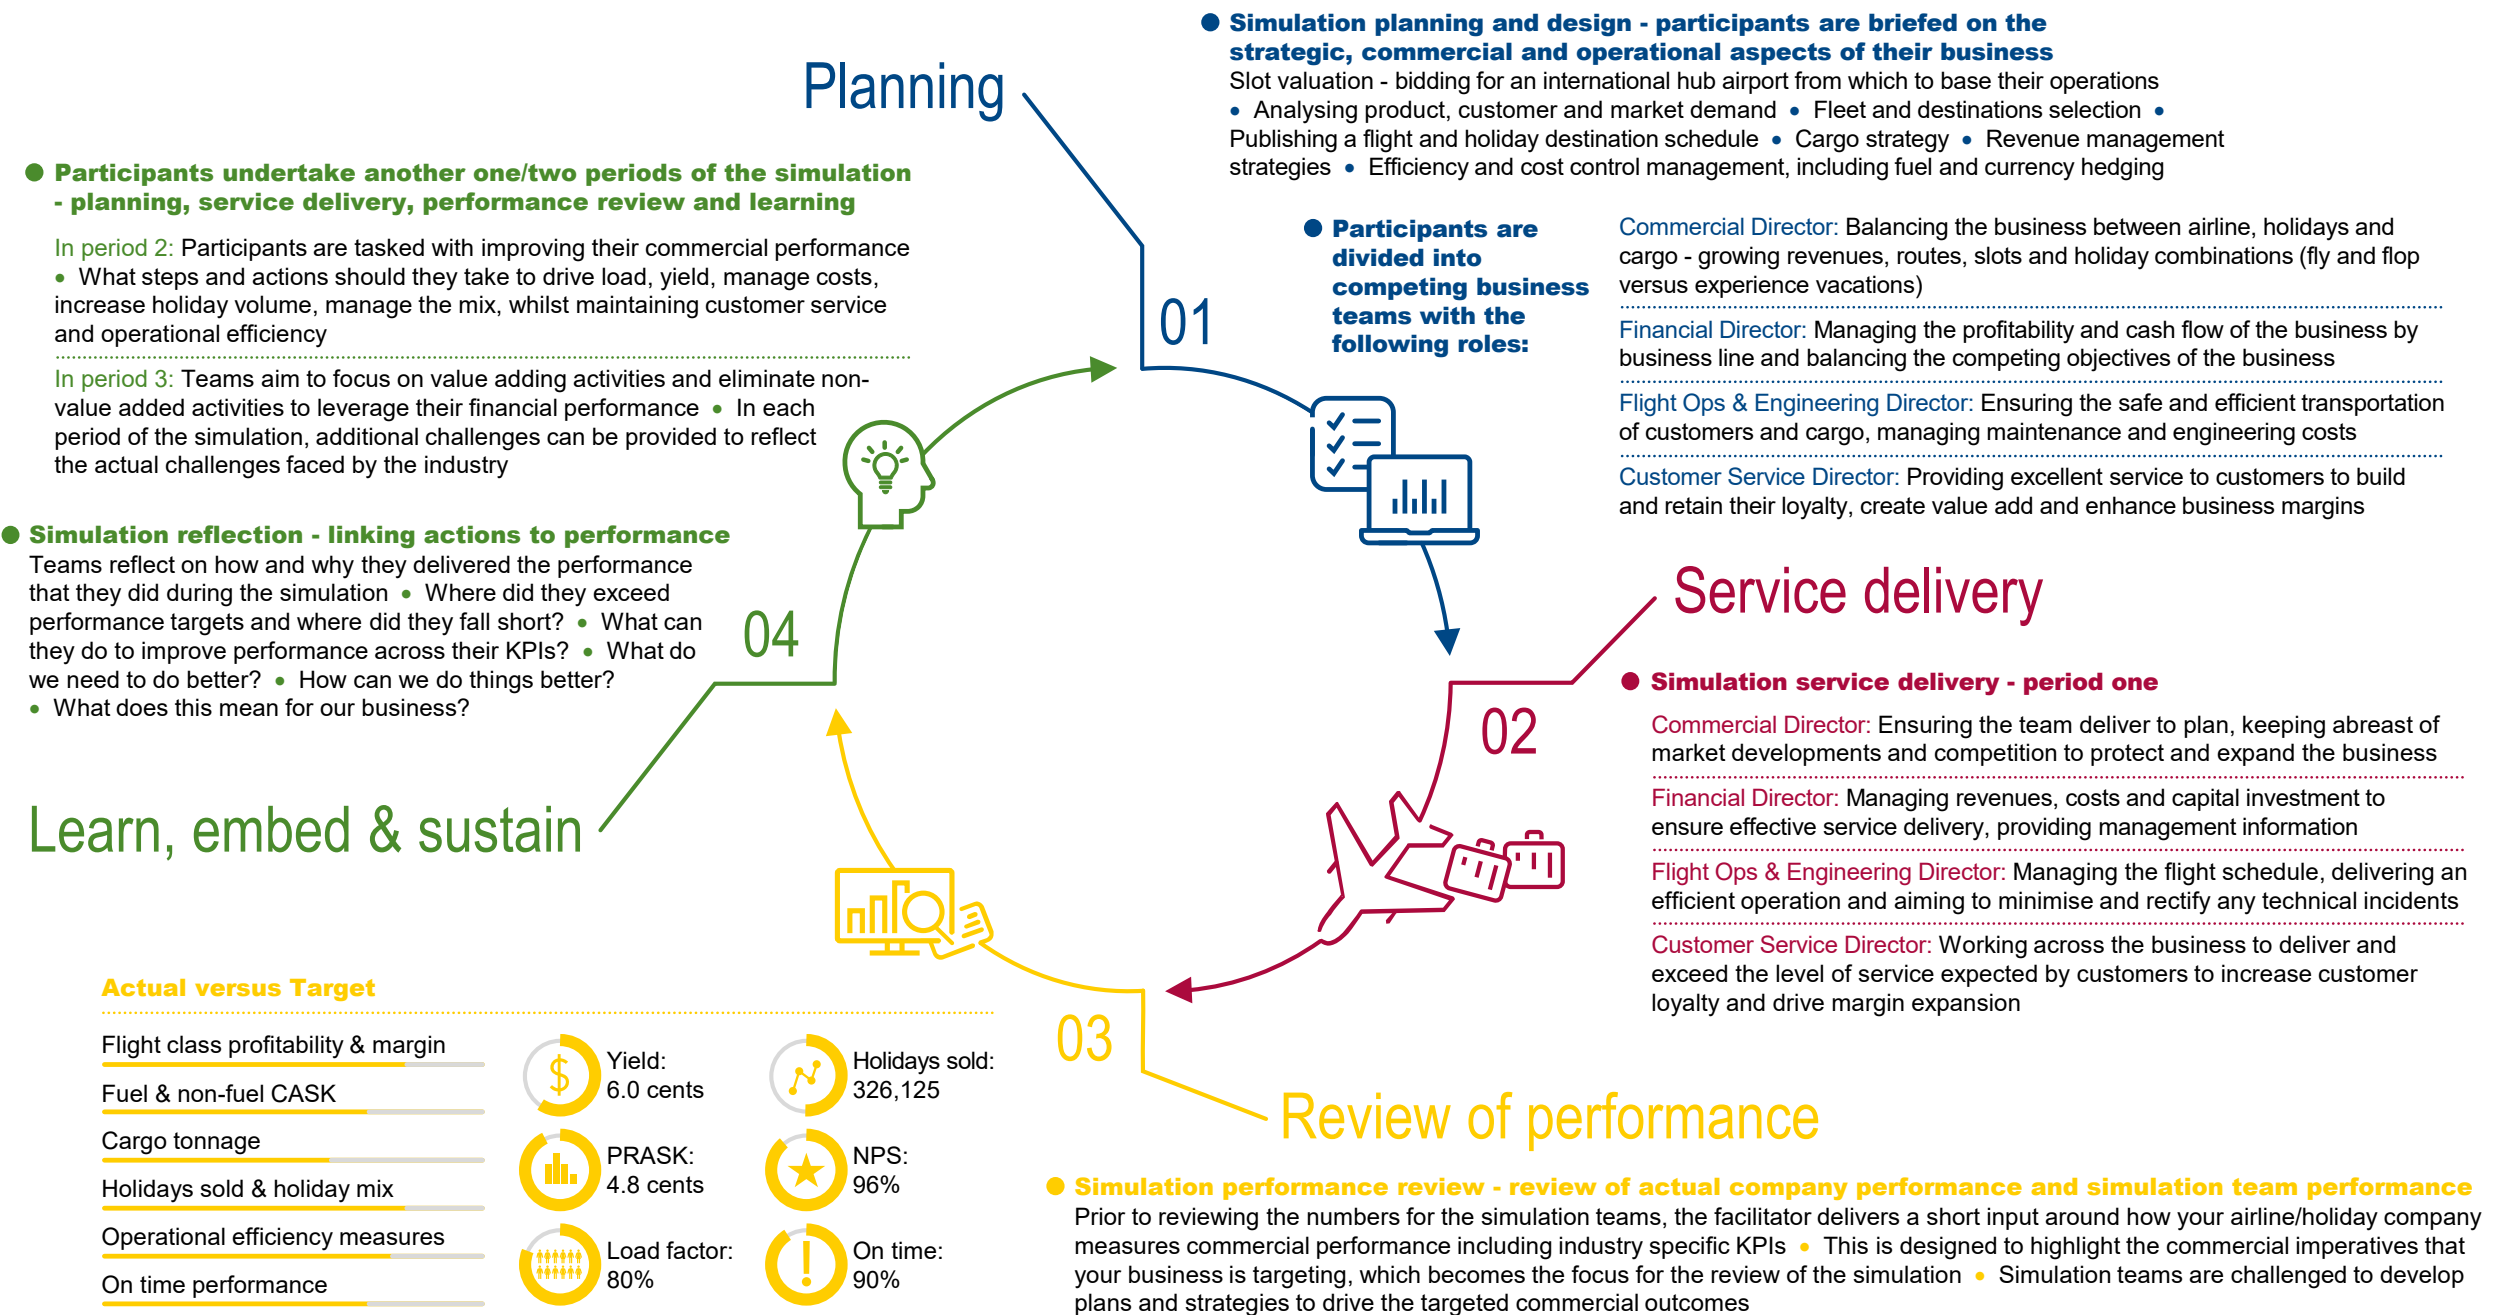 Planning
01
● Simulation planning and design - participants are briefed on the
strategic, commercial and operational aspects of their business
Slot valuation - bidding for an international hub airport from which to base their operations
• Analysing product, customer and market demand • Fleet and destinations selection •
Publishing a flight and holiday destination schedule • Cargo strategy • Revenue management
strategies • Efficiency and cost control management, including fuel and currency hedging
● Participants are
divided into
competing business
teams with the
following roles:
Commercial Director: Balancing the business between airline, holidays and
cargo - growing revenues, routes, slots and holiday combinations (fly and flop
versus experience vacations)
Financial Director: Managing the profitability and cash flow of the business by
business line and balancing the competing objectives of the business
Flight Ops & Engineering Director: Ensuring the safe and efficient transportation
of customers and cargo, managing maintenance and engineering costs
Customer Service Director: Providing excellent service to customers to build
and retain their loyalty, create value add and enhance business margins
Service delivery
02
● Simulation service delivery - period one
Commercial Director: Ensuring the team deliver to plan, keeping abreast of
market developments and competition to protect and expand the business
Financial Director: Managing revenues, costs and capital investment to
ensure effective service delivery, providing management information
Flight Ops & Engineering Director: Managing the flight schedule, delivering an
efficient operation and aiming to minimise and rectify any technical incidents
Customer Service Director: Working across the business to deliver and
exceed the level of service expected by customers to increase customer
loyalty and drive margin expansion
03
Review of performance
● Simulation performance review - review of actual company performance and simulation team performance
Prior to reviewing the numbers for the simulation teams, the facilitator delivers a short input around how your airline/holiday company
measures commercial performance including industry specific KPIs • This is designed to highlight the commercial imperatives that
your business is targeting, which becomes the focus for the review of the simulation • Simulation teams are challenged to develop
plans and strategies to drive the targeted commercial outcomes
Actual versus Target
Flight class profitability & margin
Fuel & non-fuel CASK
Cargo tonnage
Holidays sold & holiday mix
Operational efficiency measures
On time performance
$
Yield:
6.0 cents
Holidays sold:
326,125
PRASK:
4.8 cents
NPS:
96%
Load factor:
80%
!
On time:
90%
04
Learn, embed & sustain
● Participants undertake another one/two periods of the simulation
- planning, service delivery, performance review and learning
In period 2: Participants are tasked with improving their commercial performance
• What steps and actions should they take to drive load, yield, manage costs,
increase holiday volume, manage the mix, whilst maintaining customer service
and operational efficiency
In period 3: Teams aim to focus on value adding activities and eliminate non-
value added activities to leverage their financial performance • In each
period of the simulation, additional challenges can be provided to reflect
the actual challenges faced by the industry
● Simulation reflection - linking actions to performance
Teams reflect on how and why they delivered the performance
that they did during the simulation • Where did they exceed
performance targets and where did they fall short? • What can
they do to improve performance across their KPIs? • What do
we need to do better? • How can we do things better?
• What does this mean for our business?